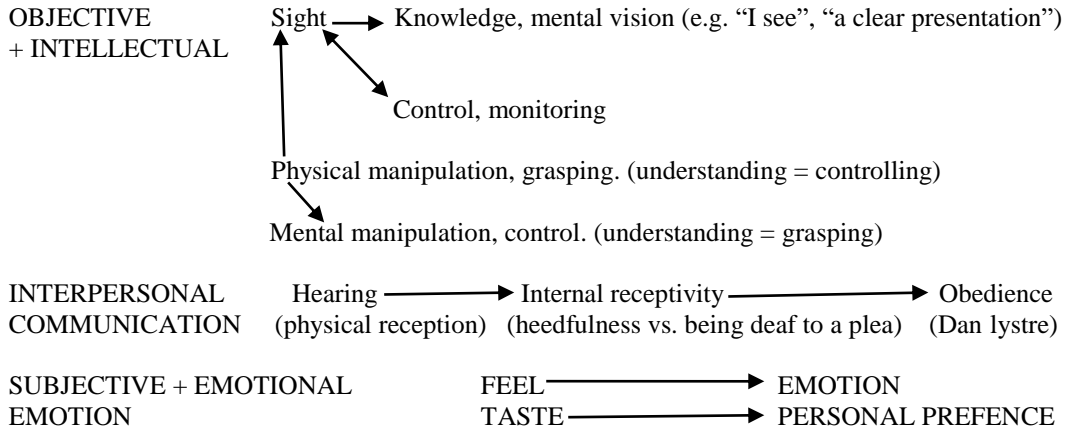 OBJECTIVE Sight Knowledge, mental vision (e.g. “I see”, “a clear presentation”)
+ INTELLECTUAL
Control, monitoring
Physical manipulation, grasping. (understanding = controlling)
Mental manipulation, control. (understanding = grasping)
INTERPERSONAL Hearing Internal receptivity Obedience
COMMUNICATION (physical reception) (heedfulness vs. being deaf to a plea) (Dan lystre)
SUBJECTIVE + EMOTIONAL FEEL EMOTION
EMOTION TASTE PERSONAL PREFENCE